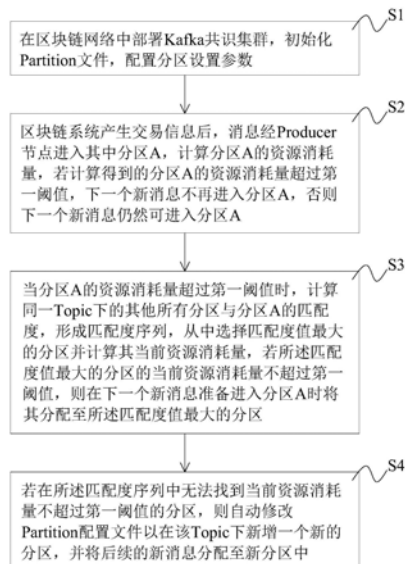 S1
在区块链网络中部署Kafka共识集群，初始化
Partition文件，配置分区设置参数
S2
区块链系统产生交易信息后，消息经Producer
节点进入其中分区A，计算分区A的资源消耗
量，若计算得到的分区A的资源消耗量超过第
一阈值，下一个新消息不再进入分区A，否则
下一个新消息仍然可进入分区A
S3
当分区A的资源消耗量超过第一阈值时，计算
同一Topic下的其他所有分区与分区A的匹配
度，形成匹配度序列，从中选择匹配度值最大
的分区并计算其当前资源消耗量，若所述匹配
度值最大的分区的当前资源消耗量不超过第一
阈值，则在下一个新消息准备进入分区A时将
其分配至所述匹配度值最大的分区
S4
若在所述匹配度序列中无法找到当前资源消耗
量不超过第一阈值的分区，则自动修改
Partition配置文件以在该Topic下新增一个新的
分区，并将后续的新消息分配至新分区中